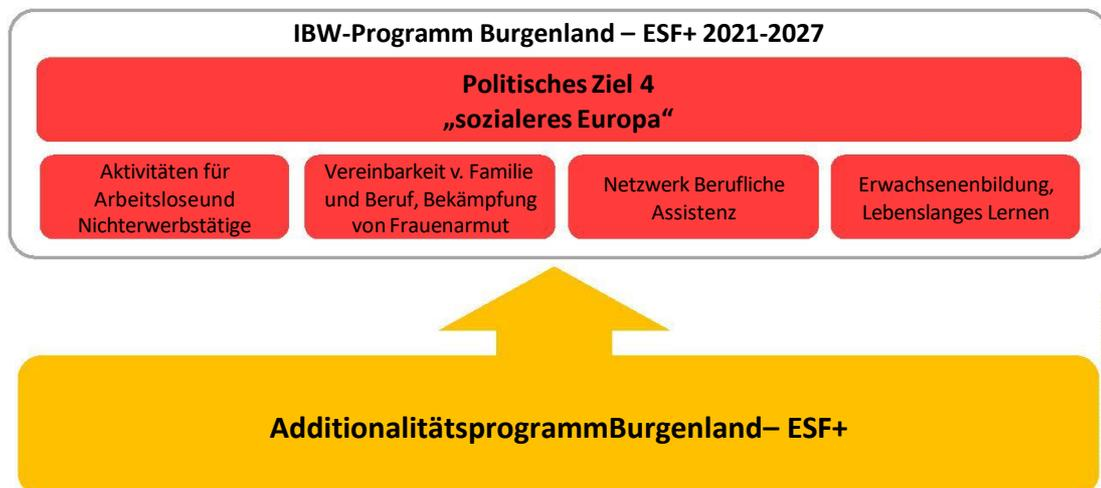 IBW-Programm Burgenland – ESF+ 2021-2027
Politisches Ziel 4
„sozialeres Europa“
Aktivitäten für
Arbeitsloseund
Nichterwerbstätige
Vereinbarkeit v. Familie
und Beruf, Bekämpfung
von Frauenarmut
Netzwerk Berufliche
Assistenz
Erwachsenenbildung,
Lebenslanges Lernen
AdditionalitätsprogrammBurgenland– ESF+